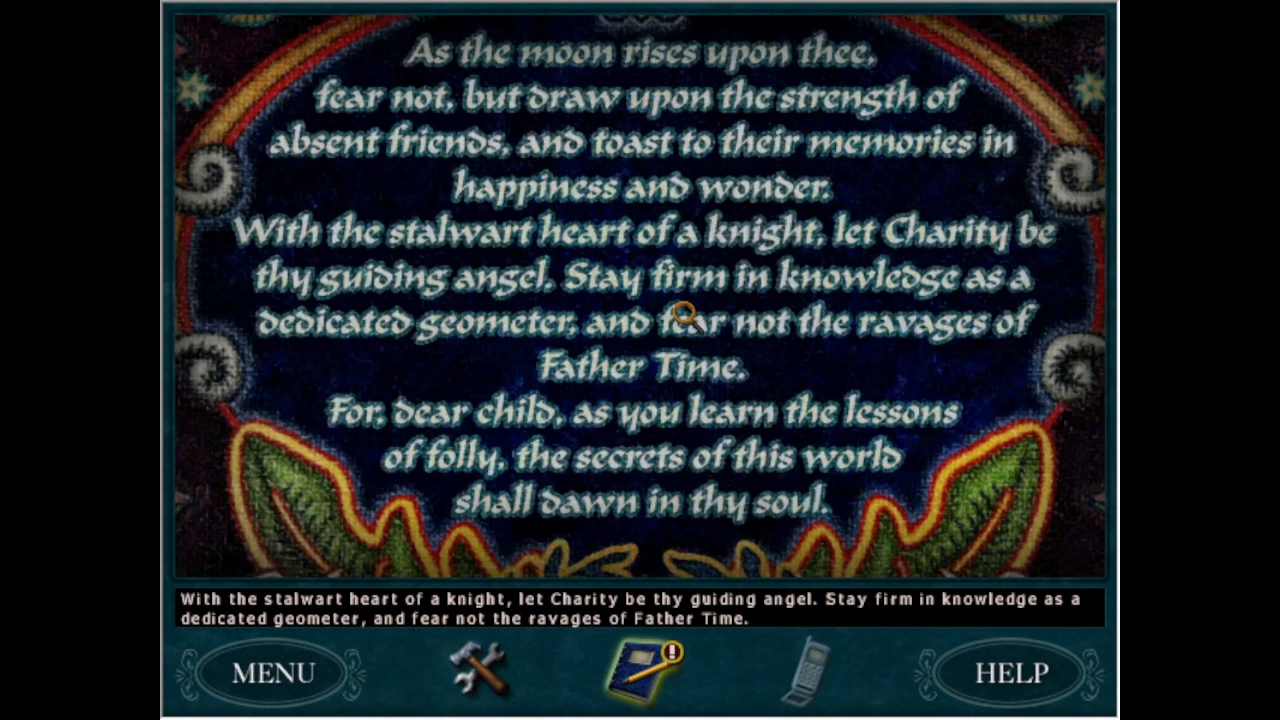 As the moon rises upon thee,
fear not, but draw upon the strength of
absent friends, and toast to their memories in
happiness and wonder.
With the stalwart heart of a knight, let Charity be
thy guiding angel. Stay firm in knowledge as a
dedicated geometer, and fear not the ravages of
Father Time.
For, dear child, as you learn the lessons
of folly, the secrets of this world
shall dawn in thy soul.
With the stalwart heart of a knight, let Charity be thy guiding angel. Stay firm in knowledge as a
dedicated geometer, and fear not the ravages of Father Time.
MENU
!
HELP